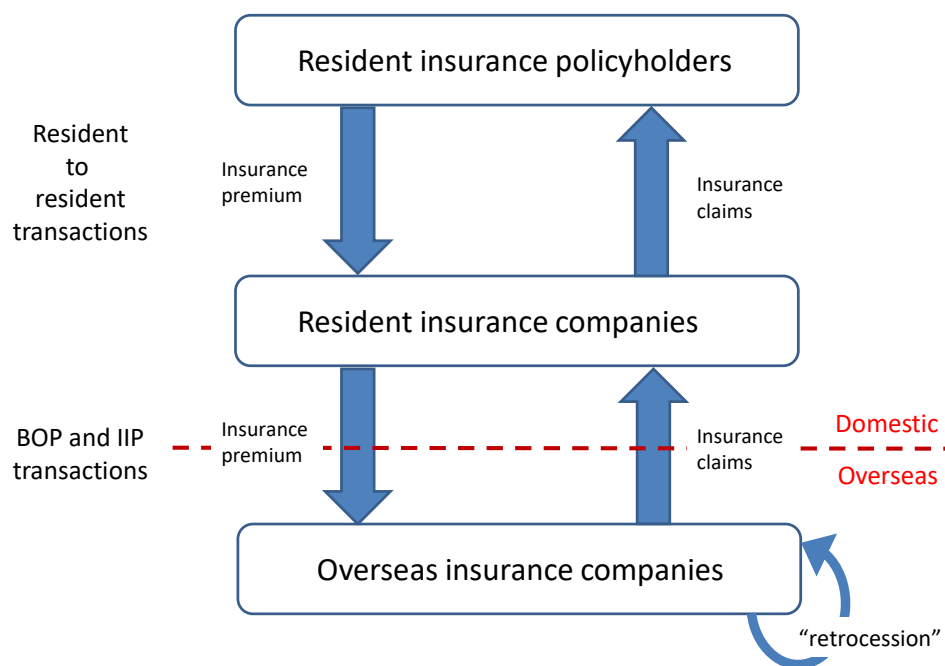 Resident insurance policyholders
Resident
to
resident
transactions
Insurance
premium
Insurance
claims
Resident insurance companies
BOP and IIP
transactions
Insurance
premium
Insurance
claims
Domestic
Overseas
Overseas insurance companies
“retrocession”